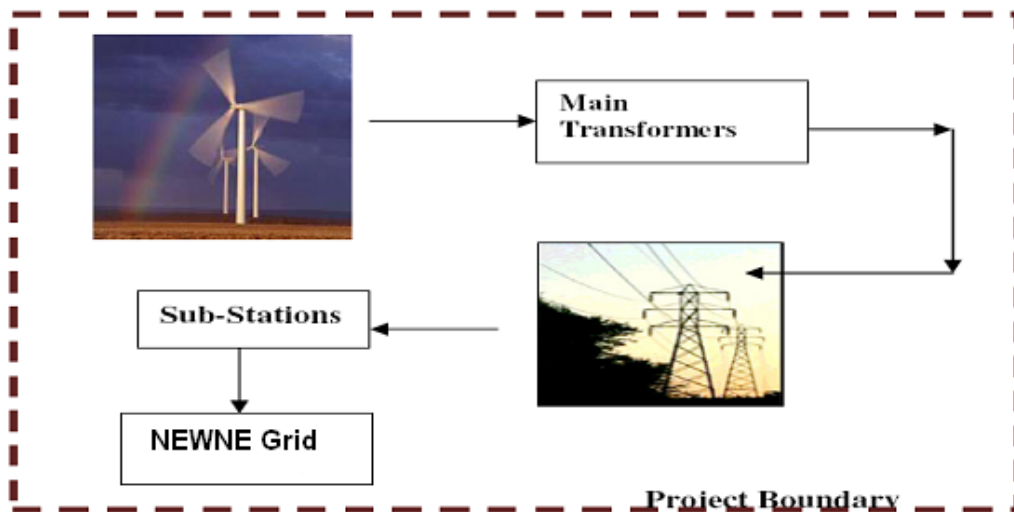 Main
Transformers
Sub-Stations
NEWNE Grid
Project Boundary